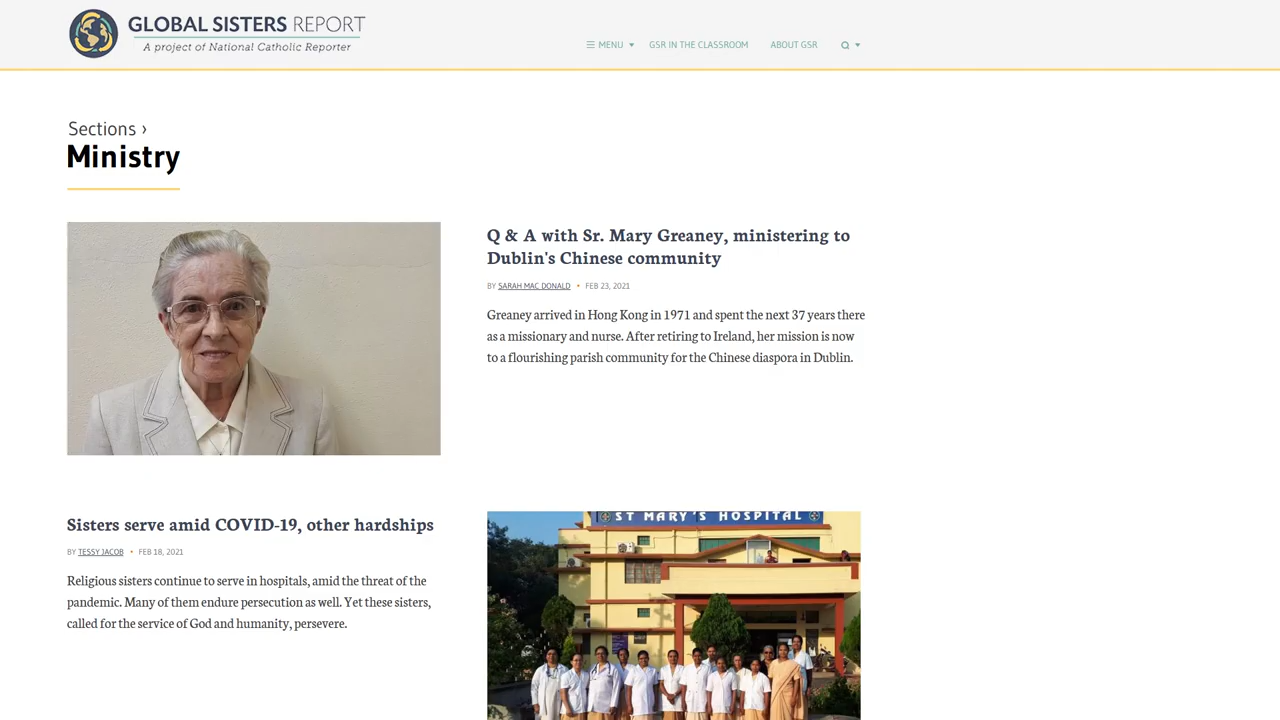 GLOBAL SISTERS REPORT
A project of National Catholic Reporter
MENU
GSR IN THE CLASSROOM
ABOUT GSR
Sections ›
Ministry
Q & A with Sr. Mary Greaney, ministering to
Dublin's Chinese community
BY SARAH MAC DONALD • FEB 23, 2021
Greaney arrived in Hong Kong in 1971 and spent the next 37 years there
as a missionary and nurse. After retiring to Ireland, her mission is now
to a flourishing parish community for the Chinese diaspora in Dublin.
Sisters serve amid COVID-19, other hardships
BY TESSY JACOB • FEB 18, 2021
Religious sisters continue to serve in hospitals, amid the threat of the
pandemic. Many of them endure persecution as well. Yet these sisters,
called for the service of God and humanity, persevere.
ST MARY'S HOSPITAL